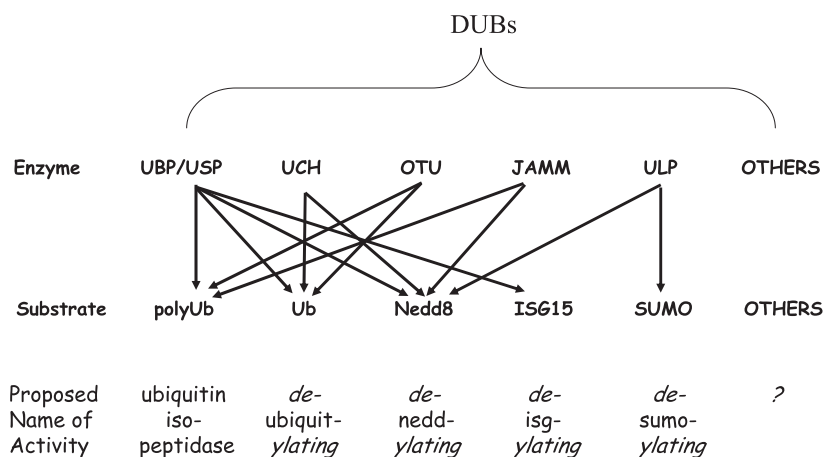 DUBs
Enzyme UBP/USP UCH OTU JAMM ULP OTHERS
Substrate polyUb Ub Nedd8 ISG15 SUMO OTHERS
Proposed ubiquitin de- de- de- de- ?
Name of iso- ubiquit- nedd- isg- sumo-
Activity peptidase ylating ylating ylating ylating